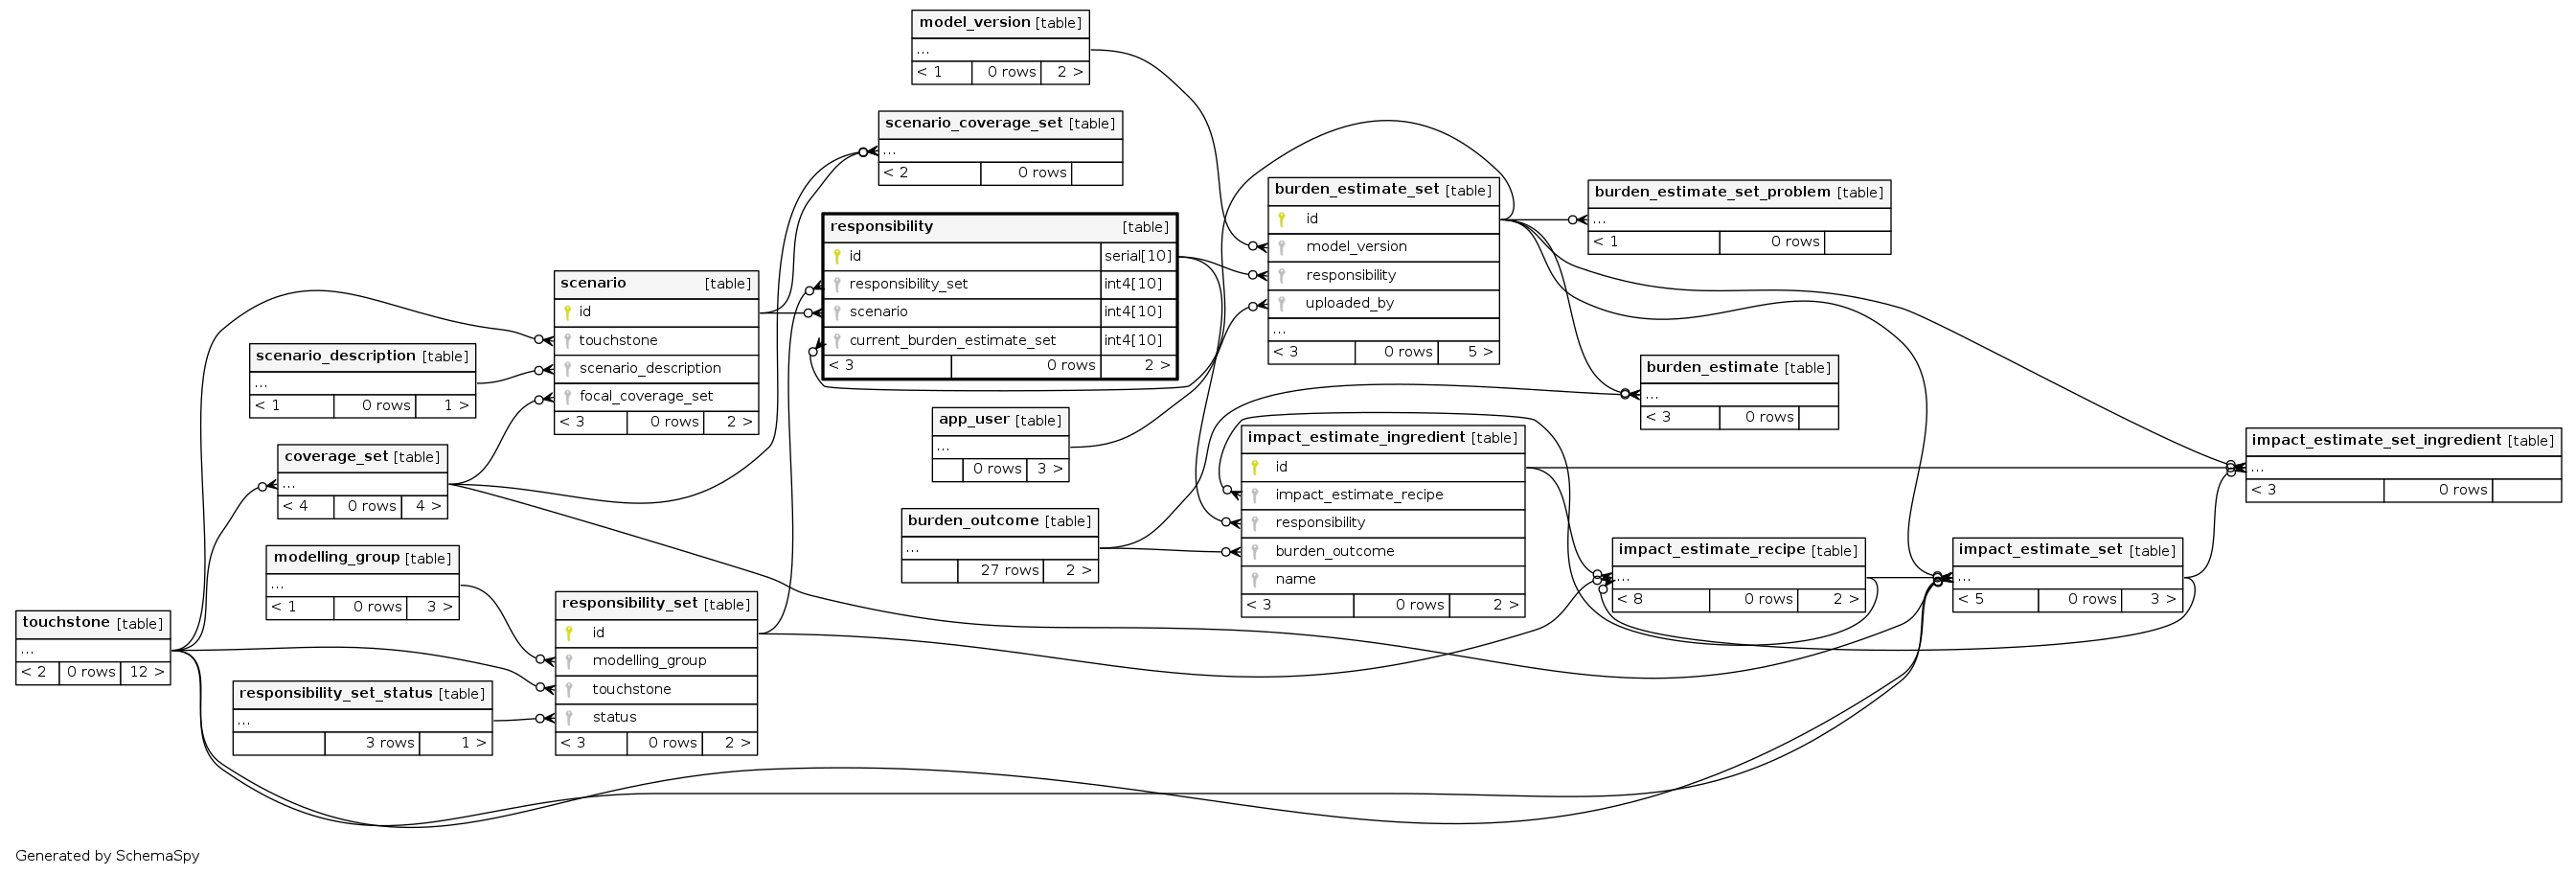 model_version [table]
...
< 1 0 rows 2 >
scenario_coverage_set [table]
...
< 2 0 rows
responsibility [table]
id serial[10]
responsibility_set int4[10]
scenario int4[10]
current_burden_estimate_set int4[10]
< 3 0 rows 2 >
burden_estimate_set [table]
id
model_version
responsibility
uploaded_by
...
< 3 0 rows 5 >
burden_estimate_set_problem [table]
...
< 1 0 rows
scenario [table]
id
touchstone
scenario_description
focal_coverage_set
< 3 0 rows 2 >
scenario_description [table]
...
< 1 0 rows 1 >
burden_estimate [table]
...
< 3 0 rows
app_user [table]
...
0 rows 3 >
impact_estimate_ingredient [table]
id
impact_estimate_recipe
responsibility
burden_outcome
name
< 3 0 rows 2 >
impact_estimate_set_ingredient [table]
...
< 3 0 rows
coverage_set [table]
...
< 4 0 rows 4 >
burden_outcome [table]
...
27 rows 2 >
modelling_group [table]
...
< 1 0 rows 3 >
impact_estimate_recipe [table]
...
< 8 0 rows 2 >
impact_estimate_set [table]
...
< 5 0 rows 3 >
touchstone [table]
...
< 2 0 rows 12 >
responsibility_set [table]
id
modelling_group
touchstone
status
< 3 0 rows 2 >
responsibility_set_status [table]
...
3 rows 1 >
Generated by SchemaSpy